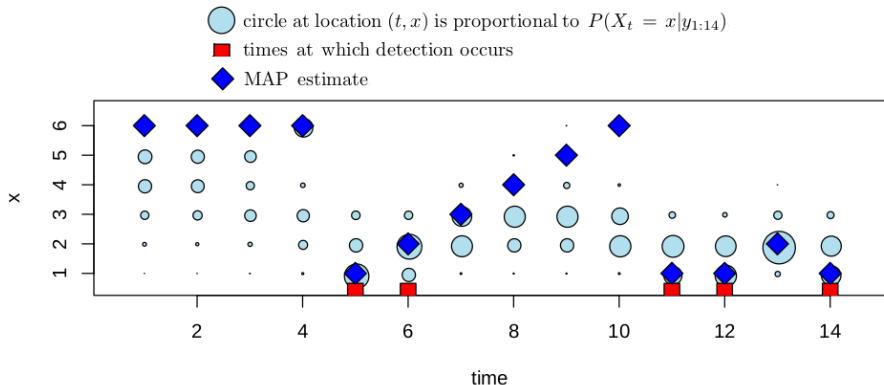 circle at location (t, x) is proportional to P(X_t = x|y_{1:14})
times at which detection occurs
MAP estimate
6
5
4
3
2
1
x
2 4 6 8 10 12 14
time